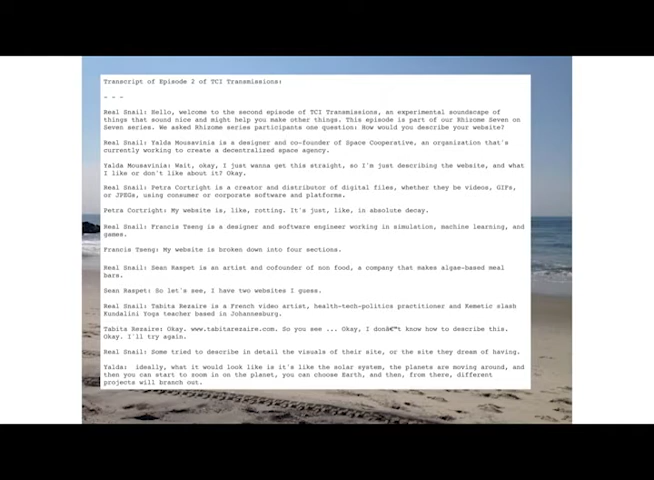 Transcript of Episode 2 of TCI Transmissions:
- - -
Real Snail: Hello, welcome to the second episode of TCI Transmissions, an experimental soundscape of
things that sound nice and might help you make other things. This episode is part of our Rhizome Seven on
Seven series. We asked Rhizome series participants one question: How would you describe your website?
Real Snail: Yalda Mousavinia is a designer and co-founder of Space Cooperative, an organization that's
currently working to create a decentralized space agency.
Yalda Mousavinia: Wait, okay, I just wanna get this straight, so I'm just describing the website, and what
I like or don't like about it? Okay.
Real Snail: Petra Cortright is a creator and distributor of digital files, whether they be videos, GIFs,
or JPEGs, using consumer or corporate software and platforms.
Petra Cortright: My website is, like, rotting. It's just, like, in absolute decay.
Real Snail: Francis Tseng is a designer and software engineer working in simulation, machine learning, and
games.
Francis Tseng: My website is broken down into four sections.
Real Snail: Sean Raspet is an artist and cofounder of non food, a company that makes algae-based meal
bars.
Sean Raspet: So let's see, I have two websites I guess.
Real Snail: Tabita Rezaire is a French video artist, health-tech-politics practitioner and Kemetic slash
Kundalini Yoga teacher based in Johannesburg.
Tabita Rezaire: Okay. www.tabitarezaire.com. So you see ... Okay, I donâ€™t know how to describe this.
Okay. I'll try again.
Real Snail: Some tried to describe in detail the visuals of their site, or the site they dream of having.
Yalda: ideally, what it would look like is it's like the solar system, the planets are moving around, and
then you can start to zoom in on the planet, you can choose Earth, and then, from there, different
projects will branch out.